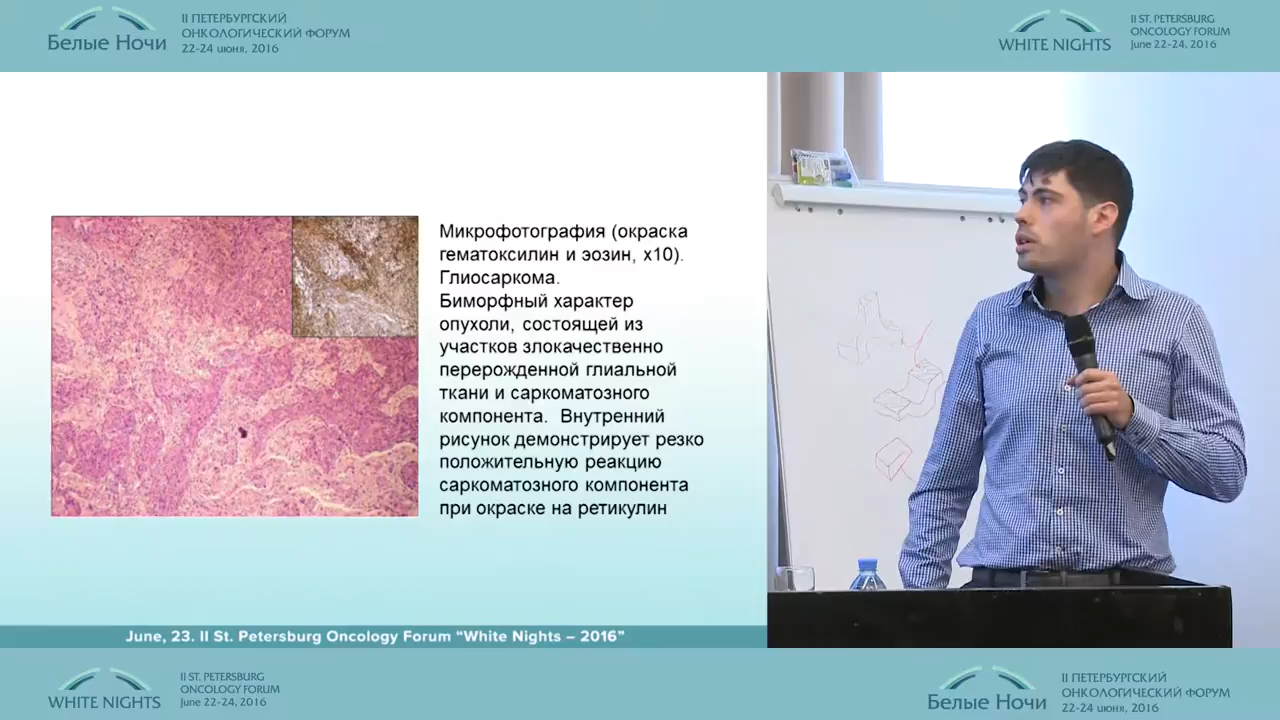 Белые Ночи
II ПЕТЕРБУРГСКИЙ
ОНКОЛОГИЧЕСКИЙ ФОРУМ
22-24 июня, 2016
WHITE NIGHTS
II ST. PETERSBURG
ONCOLOGY FORUM
June 22-24, 2016
Микрофотография (окраска
гематоксилин и эозин, х10).
Глиосаркома.
Биморфный характер
опухоли, состоящей из
участков злокачественно
перерожденной глиальной
ткани и саркоматозного
компонента. Внутренний
рисунок демонстрирует резко
положительную реакцию
саркоматозного компонента
при окраске на ретикулин
June, 23. II St. Petersburg Oncology Forum “White Nights – 2016”
WHITE NIGHTS
II ST. PETERSBURG
ONCOLOGY FORUM
June 22-24, 2016
Белые Ночи
II ПЕТЕРБУРГСКИЙ
ОНКОЛОГИЧЕСКИЙ ФОРУМ
22-24 июня, 2016